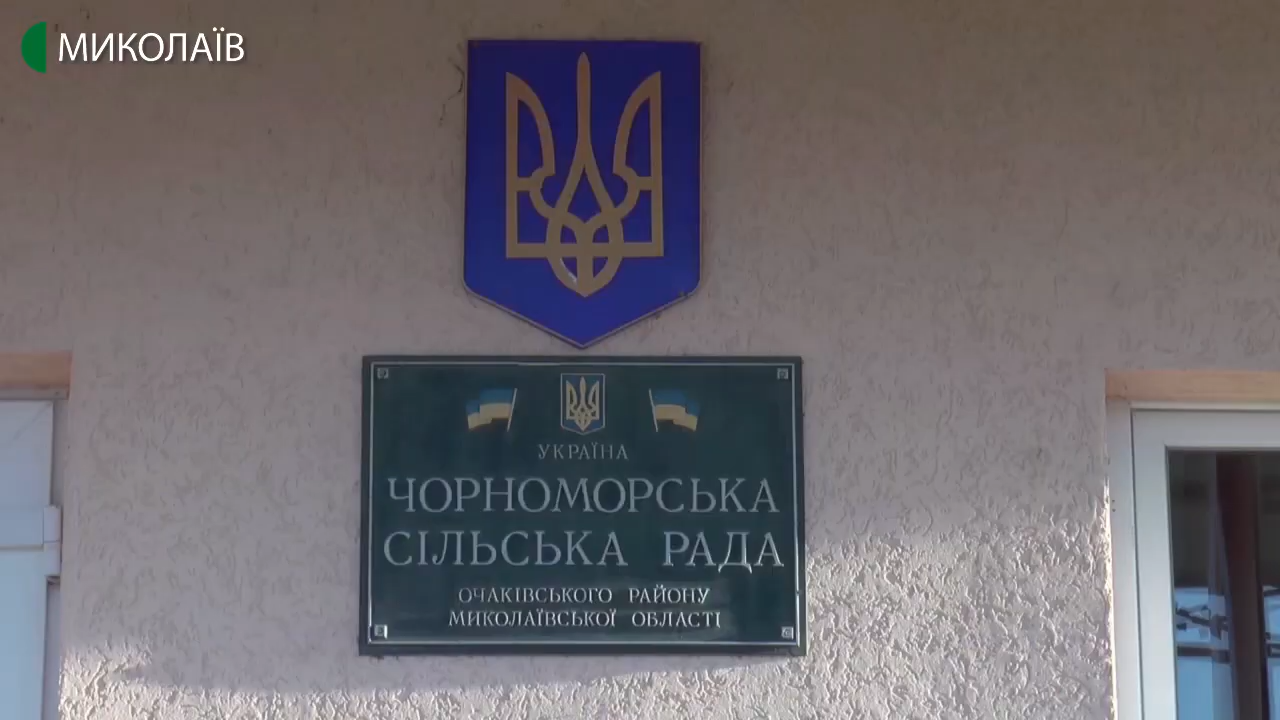 МИКОЛАЇВ
УКРАЇНА
ЧОРНОМОРСЬКА
СІЛЬСЬКА РАДА
ОЧАКІВСЬКОГО РАЙОНУ
МИКОЛАЇВСЬКОЇ ОБЛАСТІ